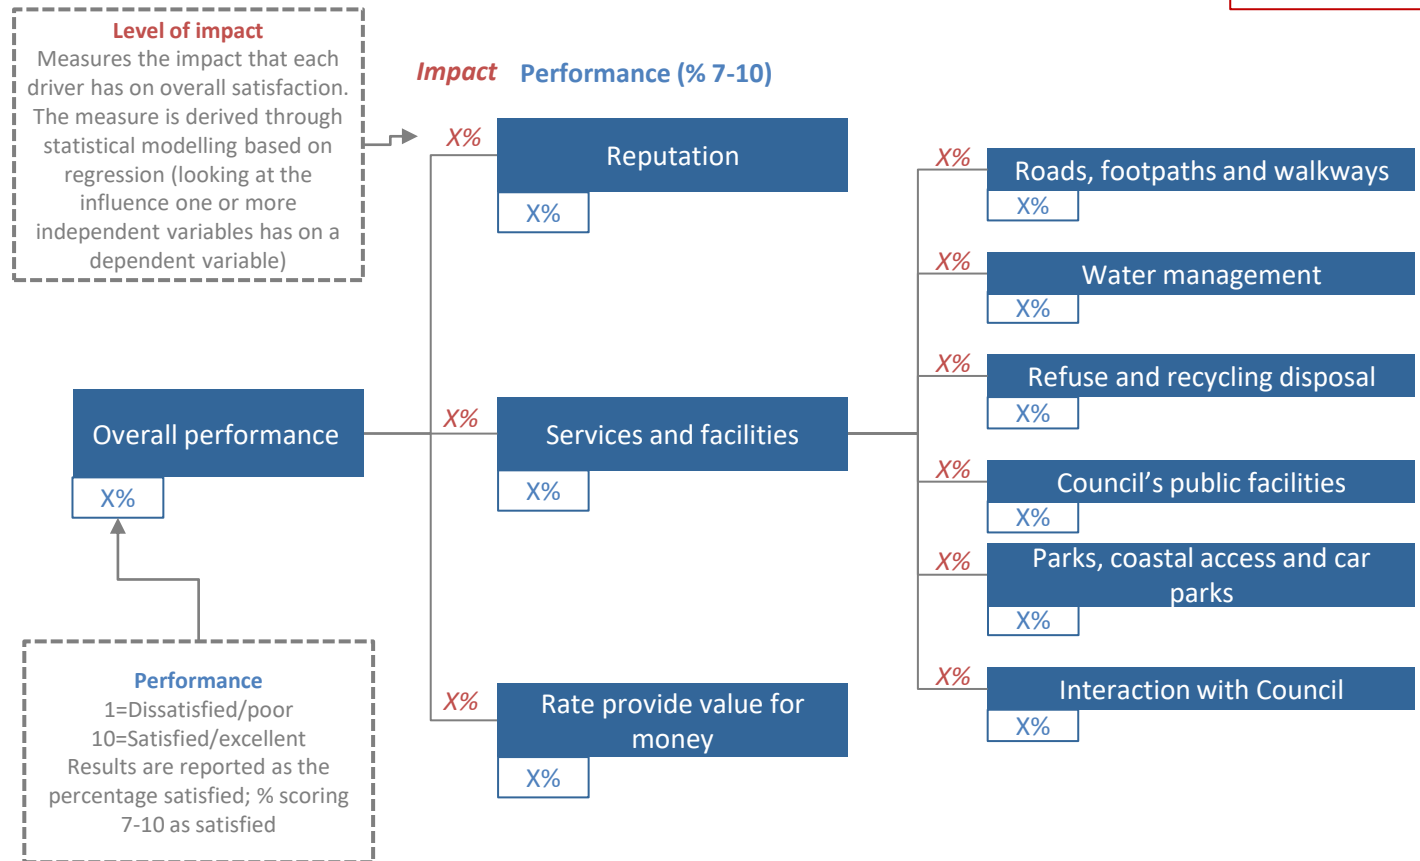 Level of impact
Measures the impact that each
driver has on overall satisfaction.
The measure is derived through
statistical modelling based on
regression (looking at the
influence one or more
independent variables has on a
dependent variable)
Impact Performance (% 7-10)
X%
Reputation
X%
X%
Roads, footpaths and walkways
X%
X%
Water management
X%
X%
Refuse and recycling disposal
X%
Overall performance
X%
X%
Services and facilities
X%
X%
Council’s public facilities
X%
X%
Parks, coastal access and car
parks
X%
Performance
1=Dissatisfied/poor
10=Satisfied/excellent
Results are reported as the
percentage satisfied; % scoring
7-10 as satisfied
X%
Rate provide value for
money
X%
X%
Interaction with Council
X%